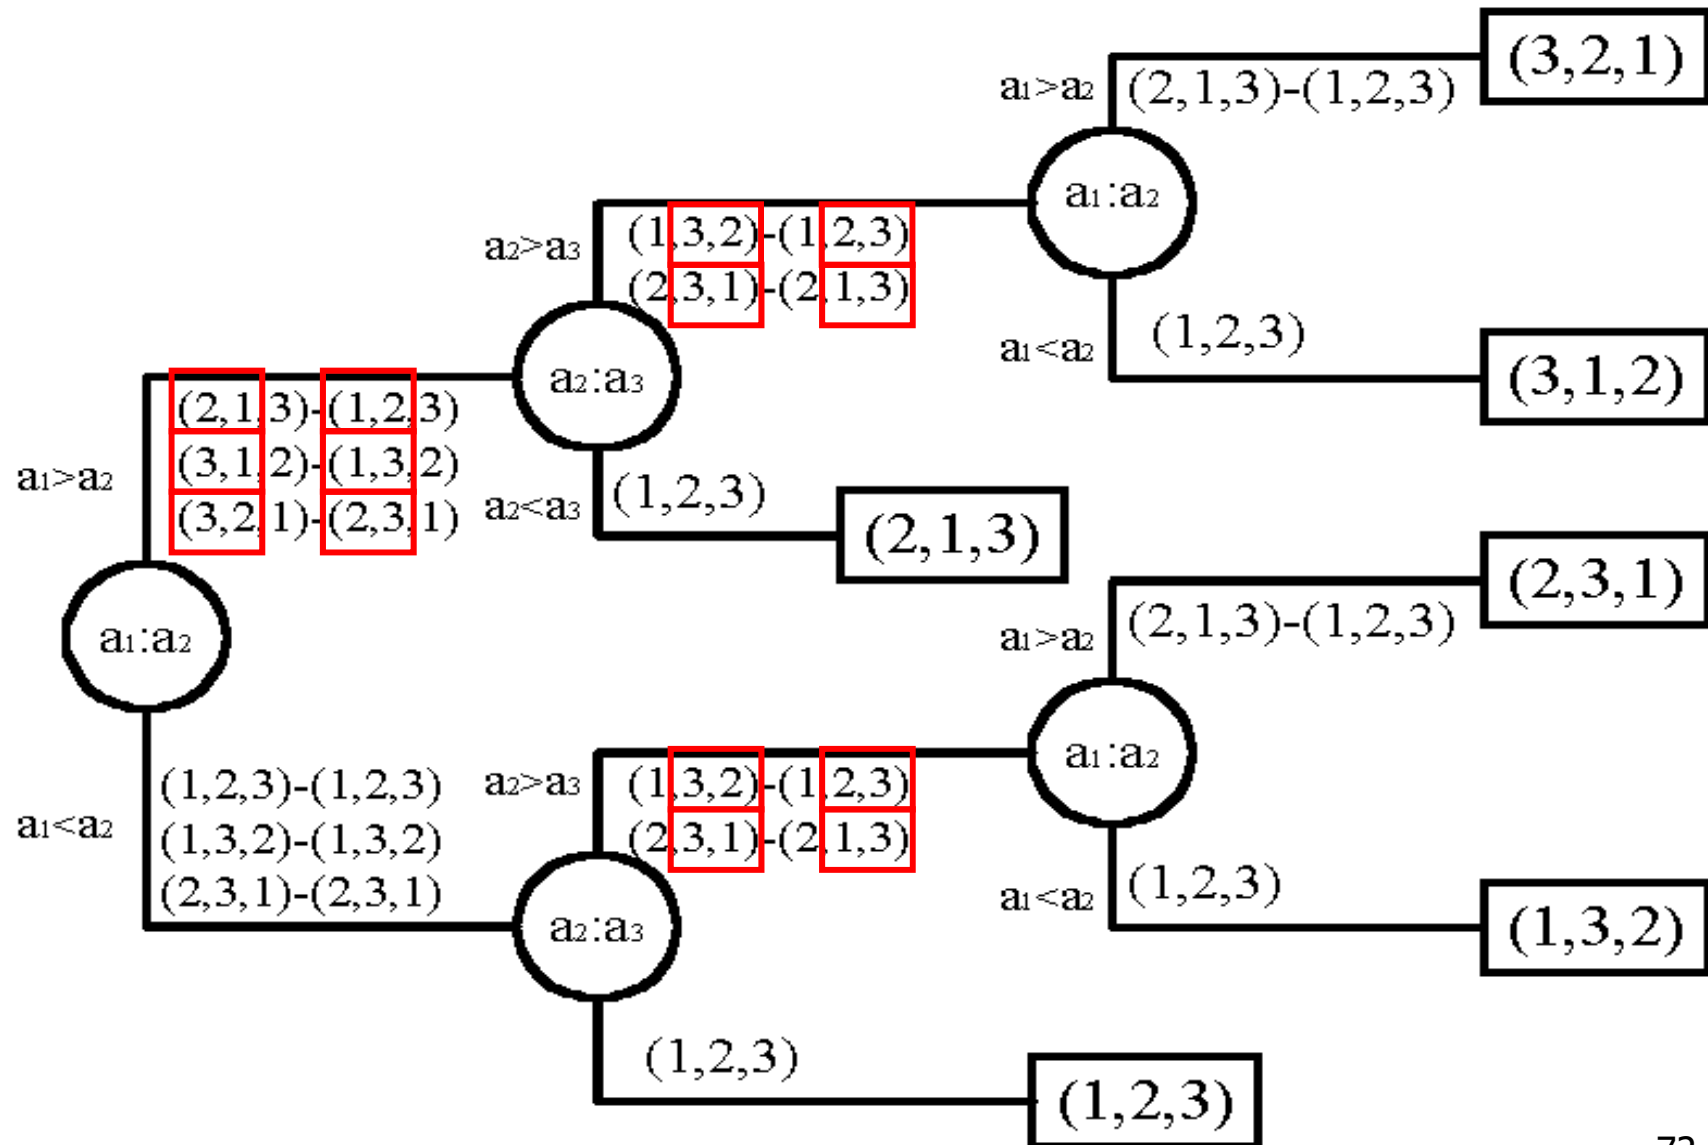 (3,2,1)
a₁>a₂
(2,1,3)-(1,2,3)
a₁:a₂
a₂>a₃
(1,3,2)-(1,2,3)
(2,3,1)-(2,1,3)
a₁<a₂
(1,2,3)
(3,1,2)
a₂:a₃
a₁>a₂
(2,1,3)-(1,2,3)
(3,1,2)-(1,3,2)
(3,2,1)-(2,3,1)
a₂<a₃
(1,2,3)
(2,1,3)
a₁:a₂
(2,3,1)
a₁>a₂
(2,1,3)-(1,2,3)
a₁:a₂
a₁<a₂
(1,2,3)-(1,2,3)
(1,3,2)-(1,3,2)
(2,3,1)-(2,3,1)
a₂>a₃
(1,3,2)-(1,2,3)
(2,3,1)-(2,1,3)
a₁<a₂
(1,2,3)
(1,3,2)
a₂:a₃
(1,2,3)
(1,2,3)